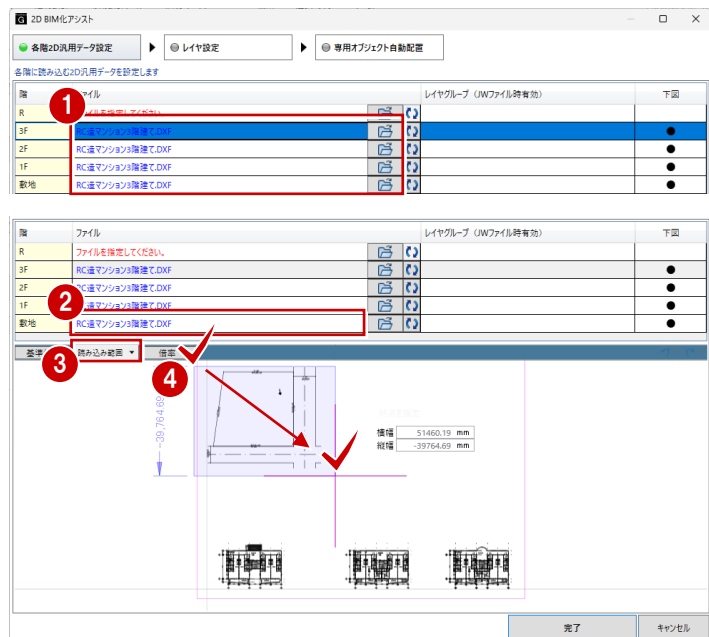 G 2D BIM化アシスト
各階2D汎用データ設定 ▶ レイヤ設定 ▶ 専用オブジェクト自動配置
各階に読み込む2D汎用データを設定します
階 ファイル レイヤグループ（JWファイル時有効） 下図
1
R ファイルを指定してください。
3F RC造マンション3階建て.DXF ●
2F RC造マンション3階建て.DXF ●
1F RC造マンション3階建て.DXF ●
敷地 RC造マンション3階建て.DXF ●
階 ファイル レイヤグループ（JWファイル時有効） 下図
R ファイルを指定してください。
3F RC造マンション3階建て.DXF ●
2F RC造マンション3階建て.DXF ●
2
1F RC造マンション3階建て.DXF ●
敷地 RC造マンション3階建て.DXF ●
読み込み範囲 ▼ 倍率
3
4
-39,764.69
横幅 51460.19 mm
縦幅 -39764.69 mm
完了 キャンセル